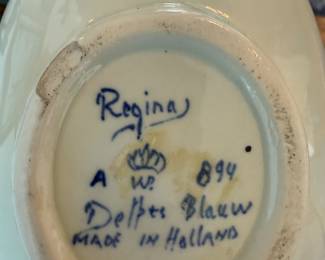 Regina
A W. 894
Delfts Blauw
MADE IN HOLLAND